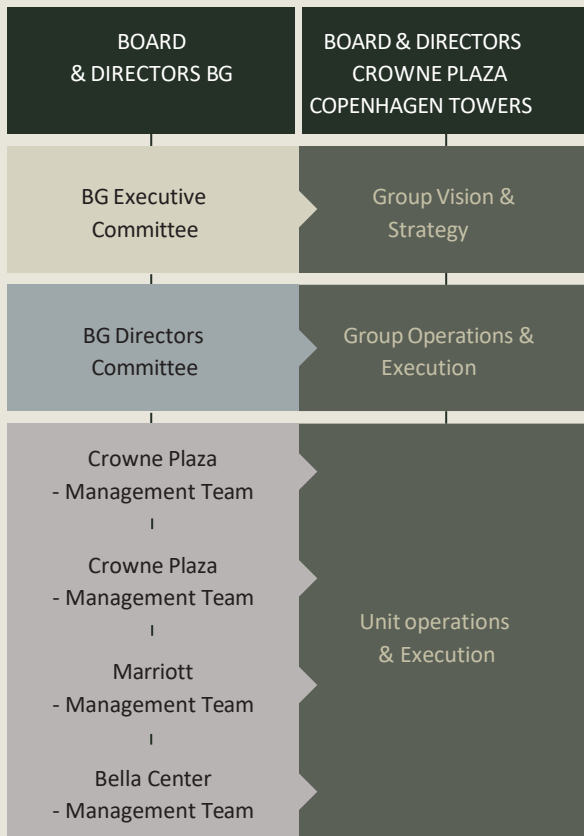 BOARD
& DIRECTORS BG
BOARD & DIRECTORS
CROWNE PLAZA
COPENHAGEN TOWERS
BG Executive
Committee
Group Vision &
Strategy
BG Directors
Committee
Group Operations &
Execution
Crowne Plaza
- Management Team
Crowne Plaza
- Management Team
Marriott
- Management Team
Bella Center
- Management Team
Unit operations
& Execution